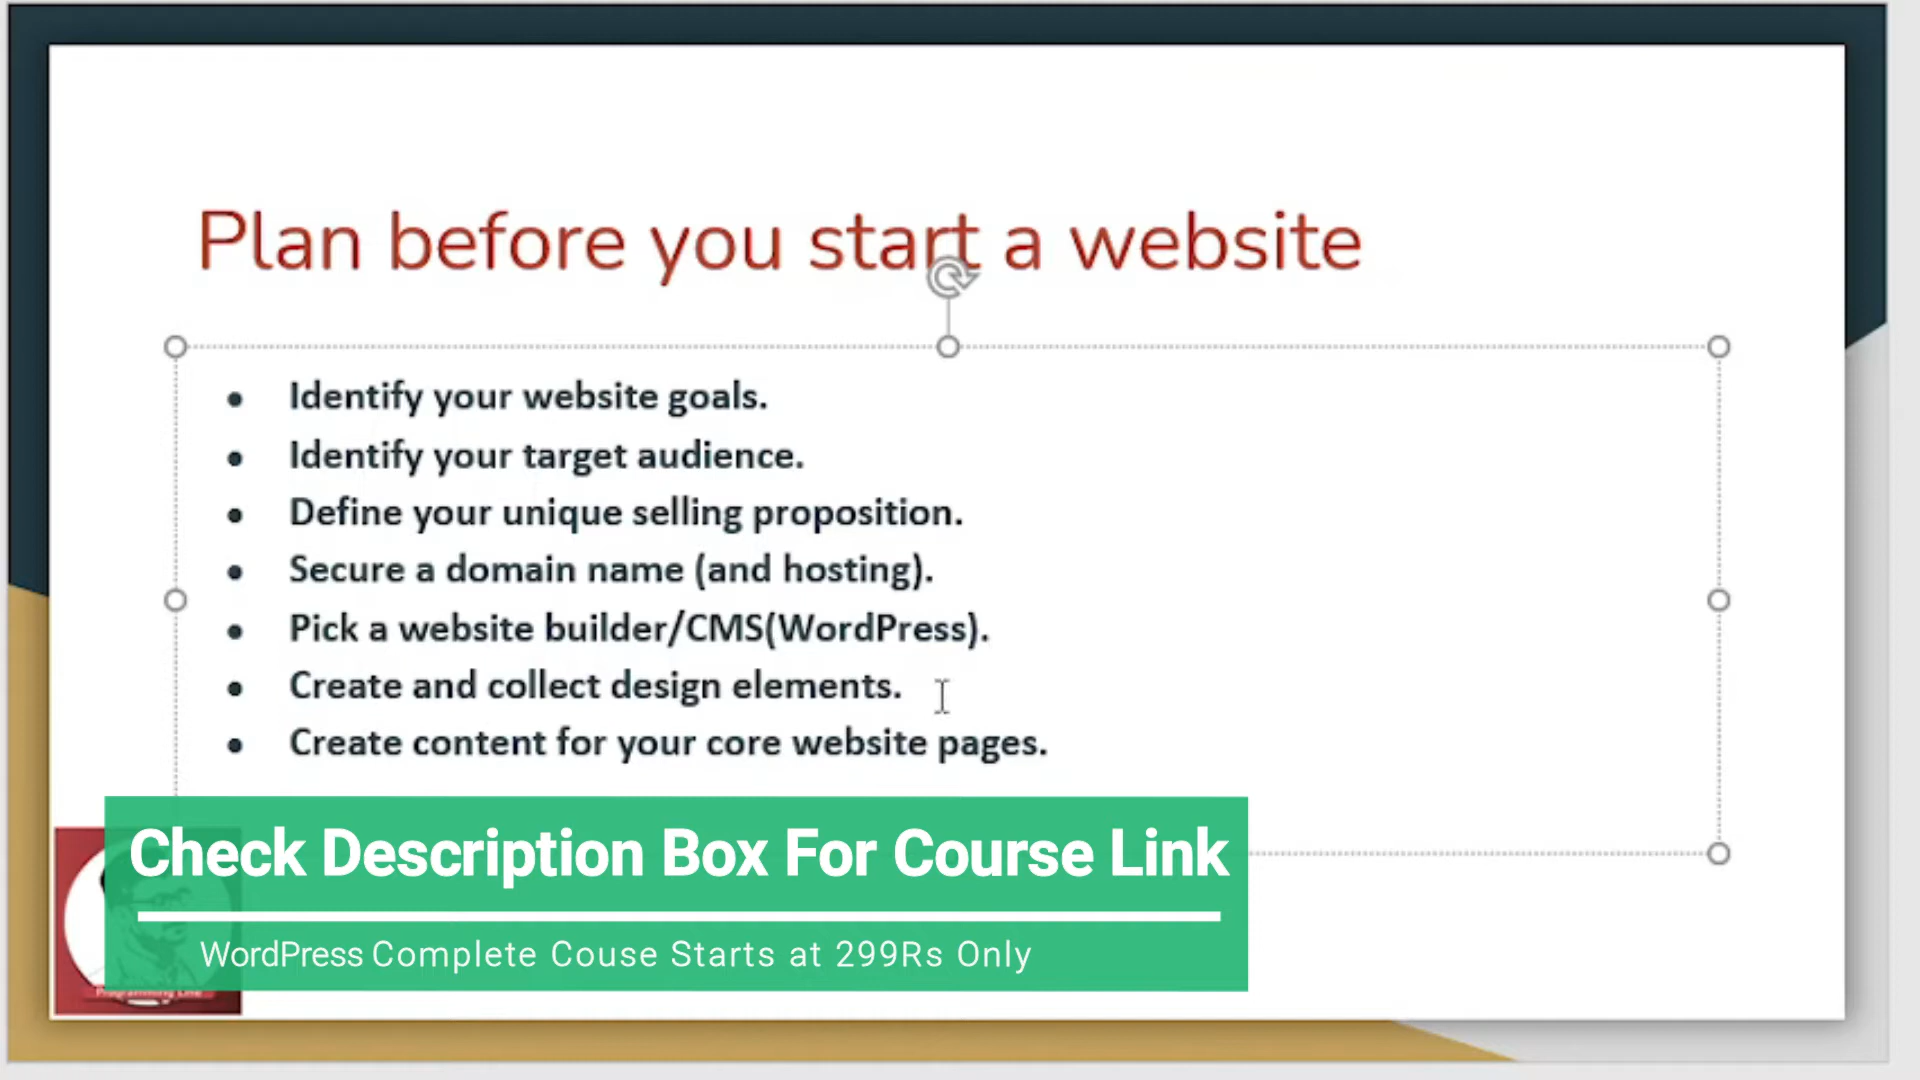 Plan before you start a website
• Identify your website goals.
• Identify your target audience.
• Define your unique selling proposition.
• Secure a domain name (and hosting).
• Pick a website builder/CMS(WordPress).
• Create and collect design elements.
• Create content for your core website pages.
Check Description Box For Course Link
WordPress Complete Couse Starts at 299Rs Only